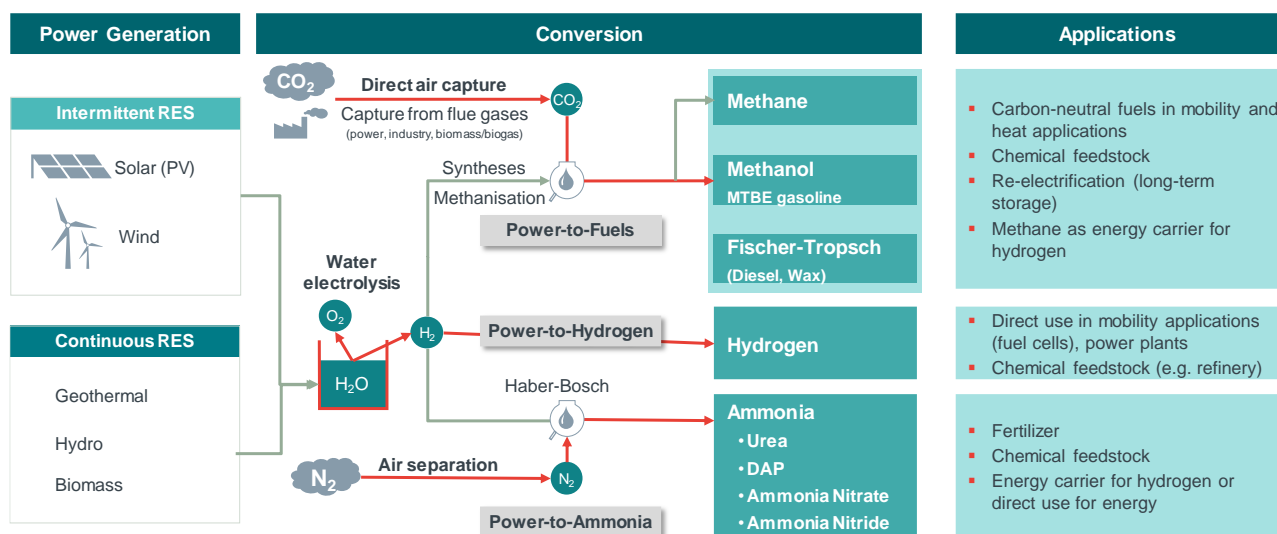 Power Generation
Conversion
Applications
Intermittent RES
Solar (PV)
Wind
Continuous RES
Geothermal
Hydro
Biomass
CO2
Direct air capture
Capture from flue gases
(power, industry, biomass/biogas)
CO2
Syntheses
Methanisation
Power-to-Fuels
Water
electrolysis
O2
H2O
H2
Power-to-Hydrogen
Haber-Bosch
N2
Air separation
N2
Power-to-Ammonia
Methane
Methanol
MTBE gasoline
Fischer-Tropsch
(Diesel, Wax)
Hydrogen
Ammonia
• Urea
• DAP
• Ammonia Nitrate
• Ammonia Nitride
▪ Carbon-neutral fuels in mobility and
heat applications
▪ Chemical feedstock
▪ Re-electrification (long-term
storage)
▪ Methane as energy carrier for
hydrogen
▪ Direct use in mobility applications
(fuel cells), power plants
▪ Chemical feedstock (e.g. refinery)
▪ Fertilizer
▪ Chemical feedstock
▪ Energy carrier for hydrogen or
direct use for energy